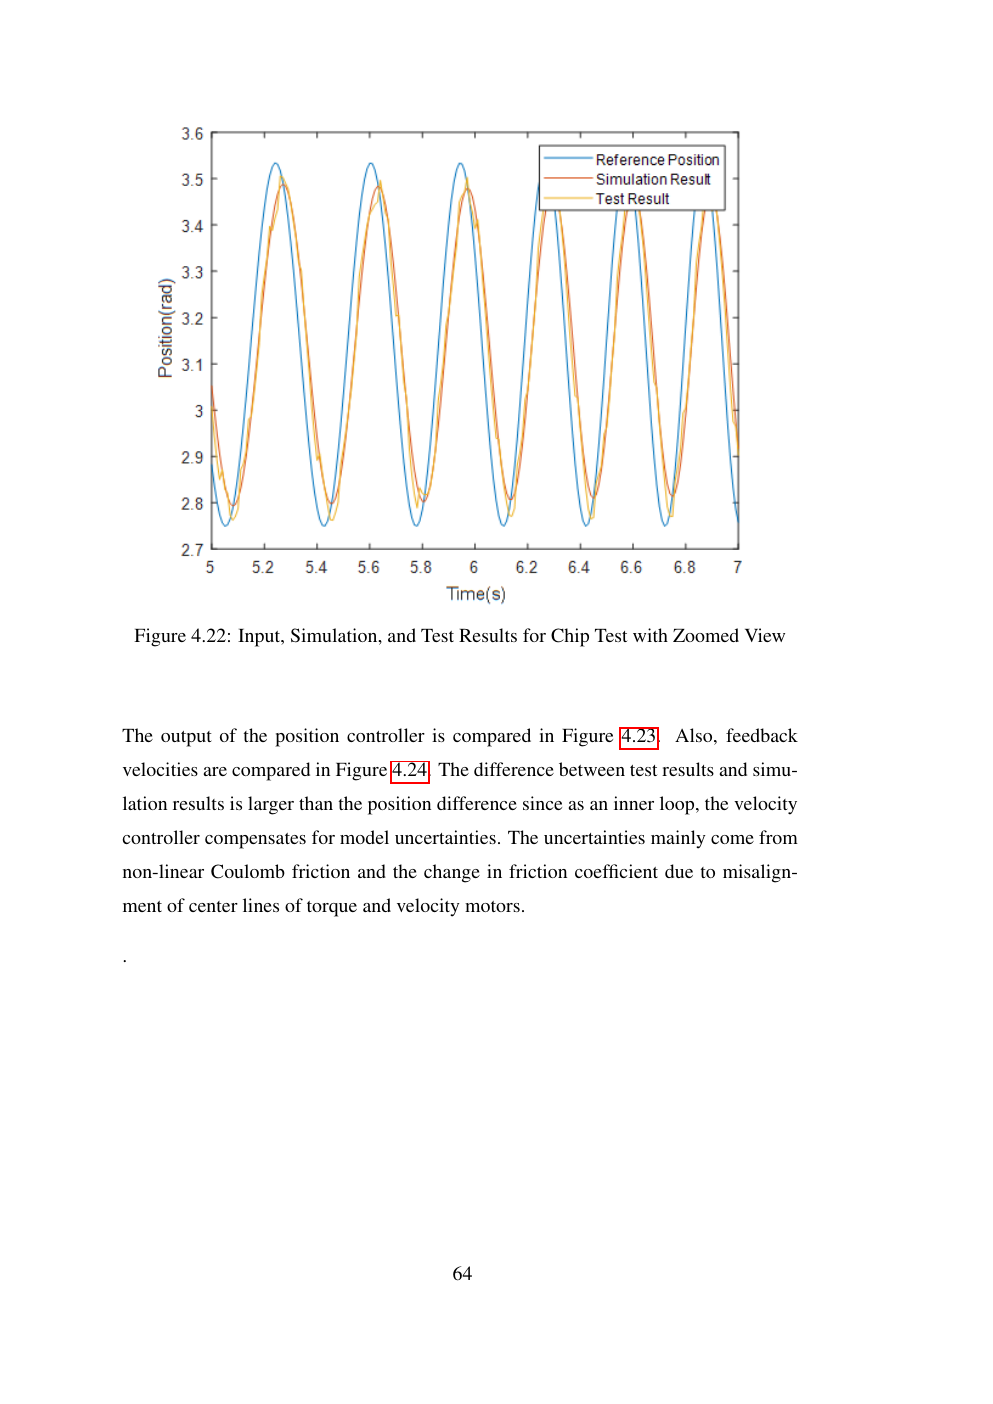 3.6
3.5
3.4
3.3
3.2
3.1
3
2.9
2.8
2.7
Position(rad)
Reference Position
Simulation Result
Test Result
5 5.2 5.4 5.6 5.8 6 6.2 6.4 6.6 6.8 7
Time(s)
Figure 4.22: Input, Simulation, and Test Results for Chip Test with Zoomed View
The output of the position controller is compared in Figure 4.23. Also, feedback
velocities are compared in Figure 4.24. The difference between test results and simu-
lation results is larger than the position difference since as an inner loop, the velocity
controller compensates for model uncertainties. The uncertainties mainly come from
non-linear Coulomb friction and the change in friction coefficient due to misalign-
ment of center lines of torque and velocity motors.
.
64